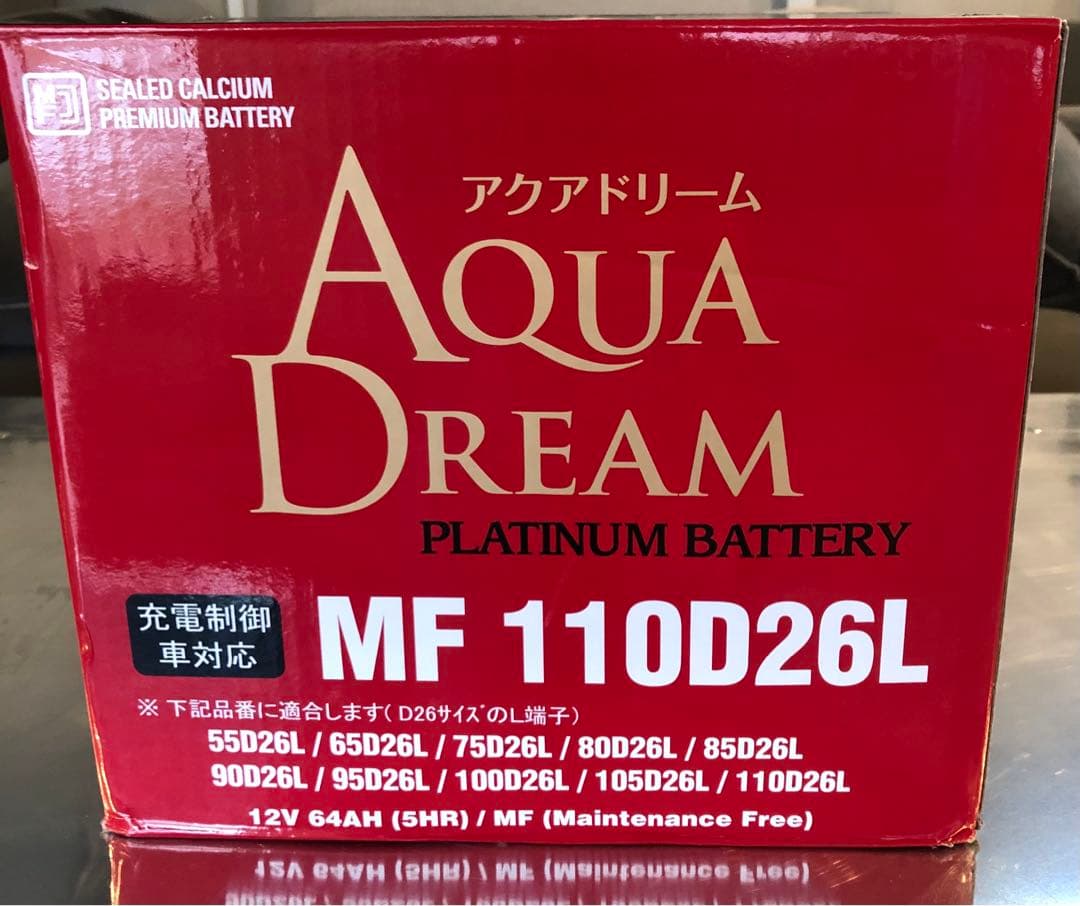 MF
SEALED CALCIUM
PREMIUM BATTERY
アクアドリーム
AQUA
DREAM
PLATINUM BATTERY
充電制御
車対応
MF 110D26L
※ 下記品番に適合します( D26サイズのL端子)
55D26L / 65D26L / 75D26L / 80D26L / 85D26L
90D26L / 95D26L / 100D26L / 105D26L / 110D26L
12V 64AH (5HR) / MF (Maintenance Free)